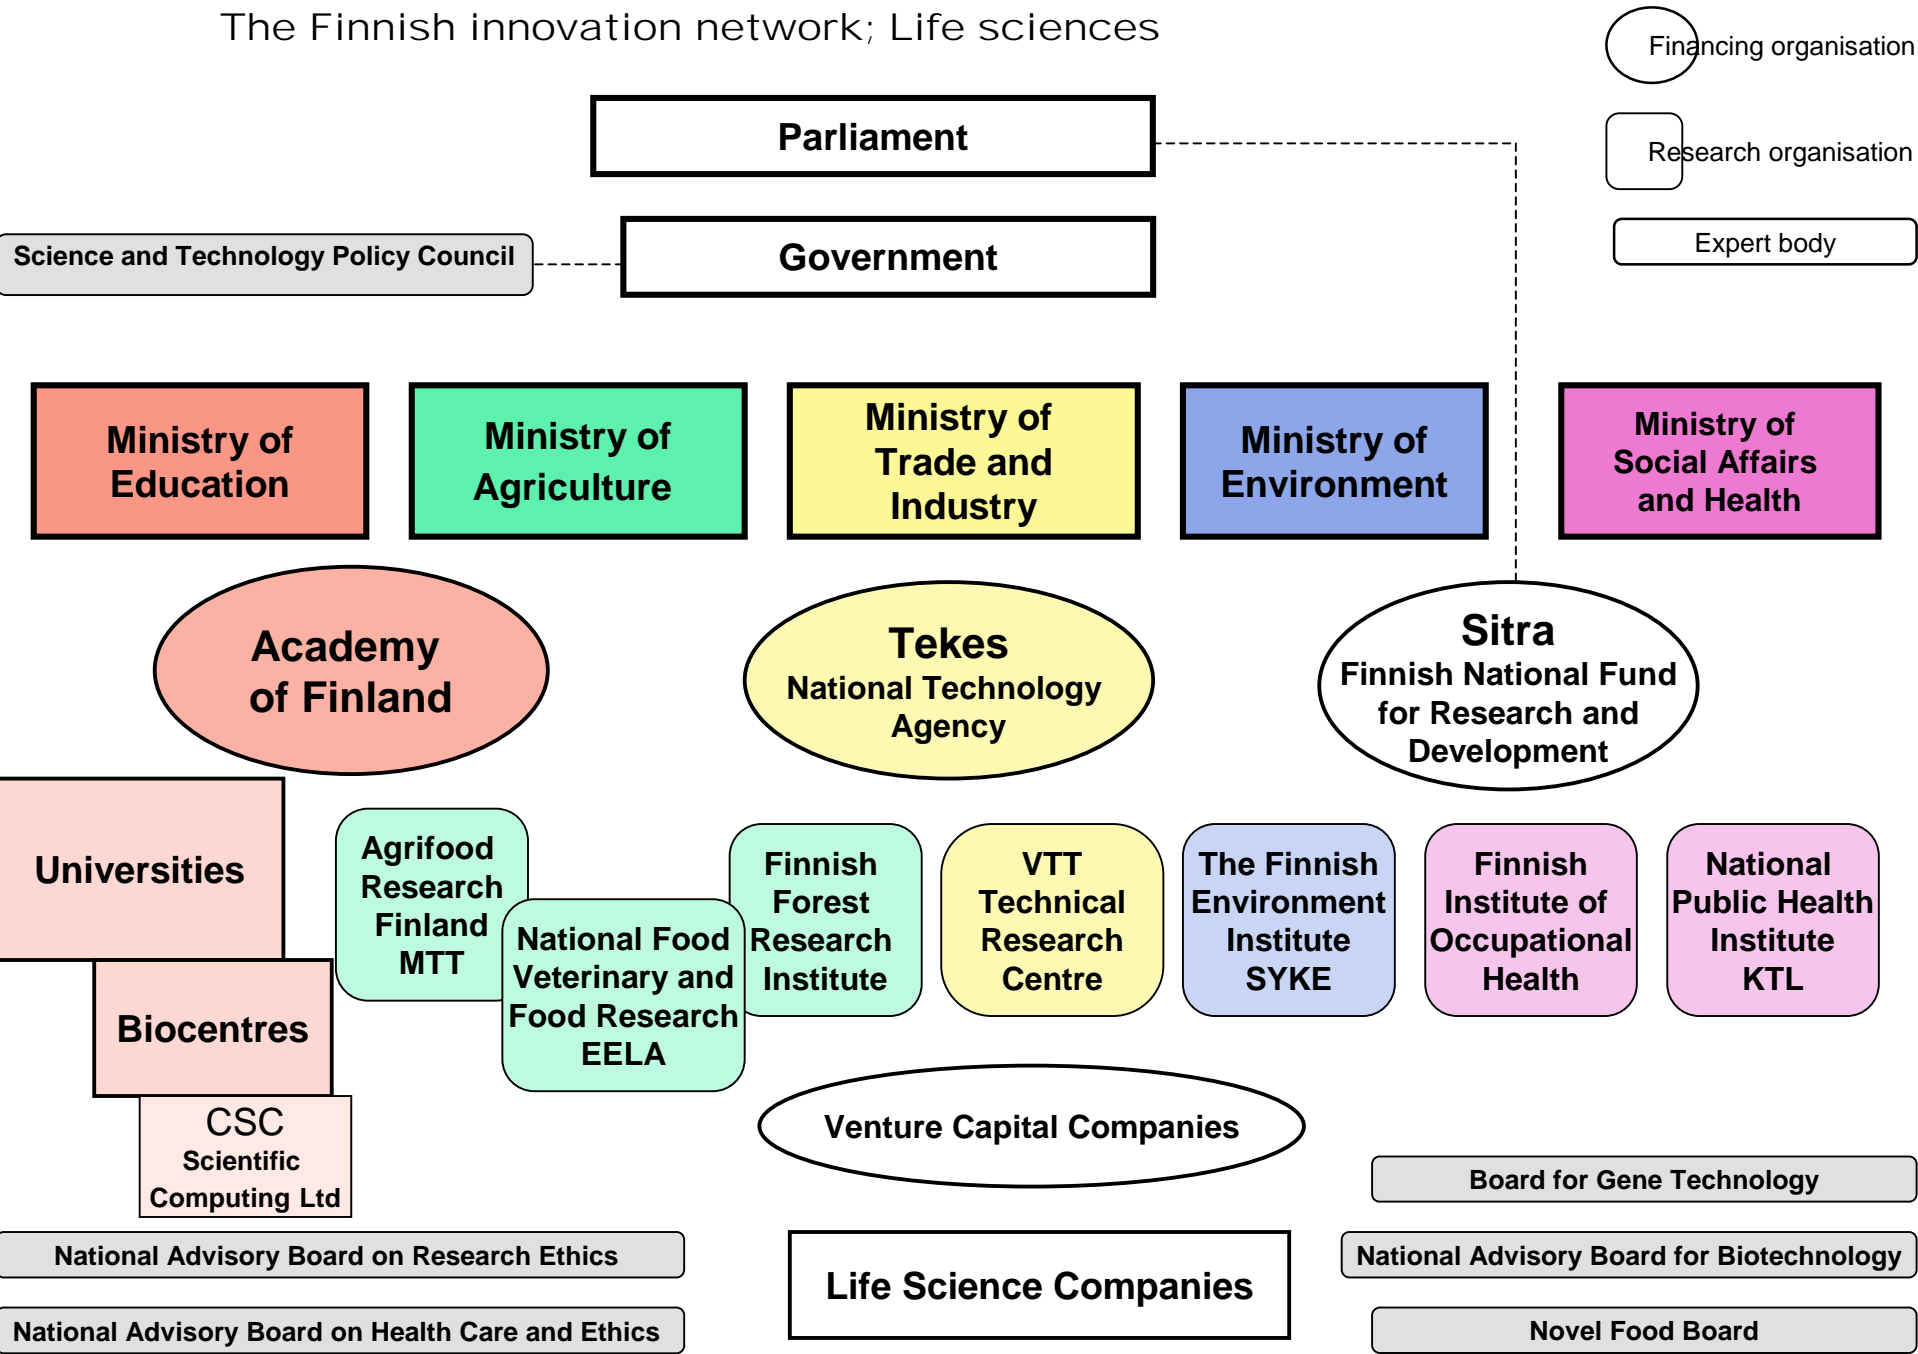 The Finnish innovation network; Life sciences
Financing organisation
Research organisation
Expert body
Parliament
Government
Science and Technology Policy Council
Ministry of
Education
Ministry of
Agriculture
Ministry of
Trade and
Industry
Ministry of
Environment
Ministry of
Social Affairs
and Health
Academy
of Finland
Tekes
National Technology
Agency
Sitra
Finnish National Fund
for Research and
Development
Universities
Biocentres
CSC
Scientific
Computing Ltd
Agrifood
Research
Finland
MTT
National Food
Veterinary and
Food Research
EELA
Finnish
Forest
Research
Institute
VTT
Technical
Research
Centre
The Finnish
Environment
Institute
SYKE
Finnish
Institute of
Occupational
Health
National
Public Health
Institute
KTL
Venture Capital Companies
Life Science Companies
National Advisory Board on Research Ethics
National Advisory Board on Health Care and Ethics
Board for Gene Technology
National Advisory Board for Biotechnology
Novel Food Board